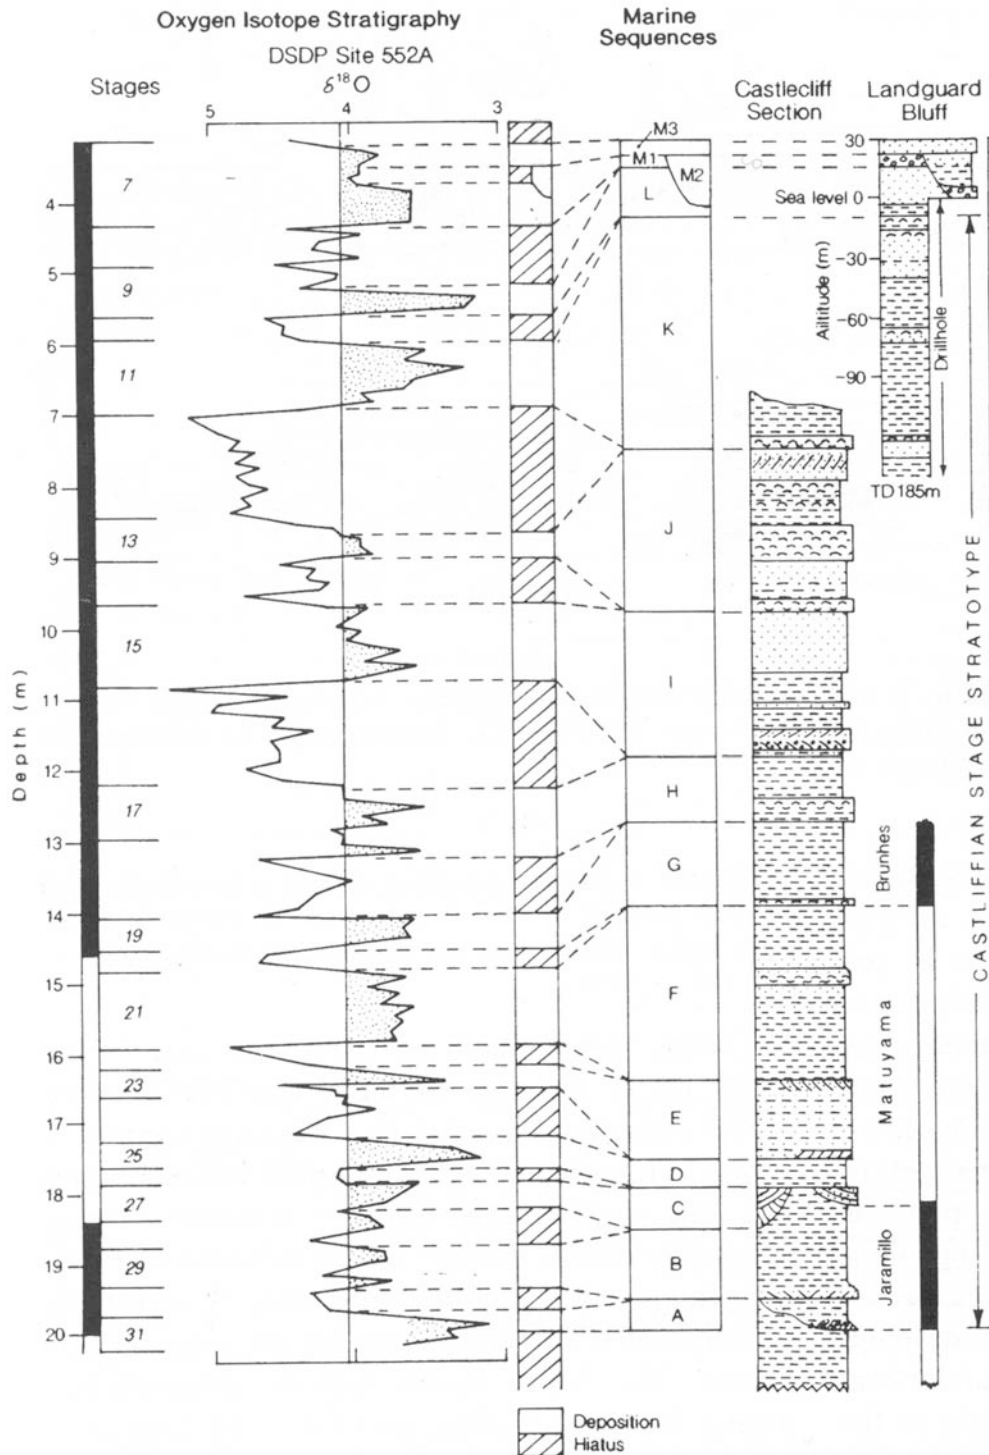 Oxygen Isotope Stratigraphy
DSDP Site 552A
δ18O
Stages
5 4 3
Marine
Sequences
Castlecliff
Section
Landguard
Bluff
7
9
11
13
15
17
19
21
23
25
27
29
31
Depth (m)
4
5
6
7
8
9
10
11
12
13
14
15
16
17
18
19
20
M3
M1
M2
L
K
J
I
H
G
F
E
D
C
B
A
30
Sea level 0
-30
-60
-90
Ailtitude (m)
Drillhole
TD 185m
Brunhes
Matuyama
Jaramillo
CASTLIFFIAN STAGE STRATOTYPE
Deposition
Hiatus